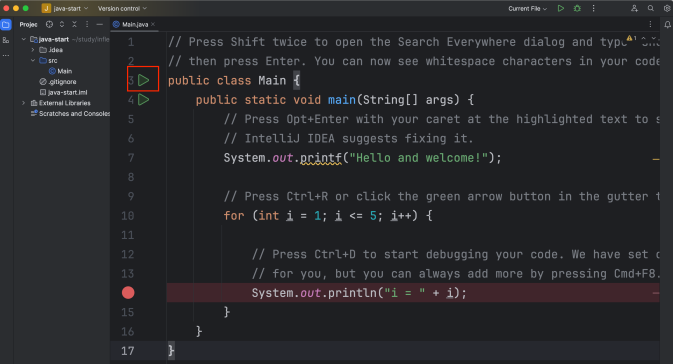 J java-start Version control Current File
Project
Main.java
java-start ~/study/infle
.idea
src
Main
.gitignore
java-start.iml
External Libraries
Scratches and Consoles
1 // Press Shift twice to open the Search Everywhere dialog and type
1
2 // then press Enter. You can now see whitespace characters in your code
3 public class Main {
4 public static void main(String[] args) {
5 // Press Opt+Enter with your caret at the highlighted text to s
6 // IntelliJ IDEA suggests fixing it.
7 System.out.printf("Hello and welcome!");
8
9 // Press Ctrl+R or click the green arrow button in the gutter t
10 for (int i = 1; i <= 5; i++) {
11
12 // Press Ctrl+D to start debugging your code. We have set o
13 // for you, but you can always add more by pressing Cmd+F8.
System.out.println("i = " + i);
15 }
16 }
17 }